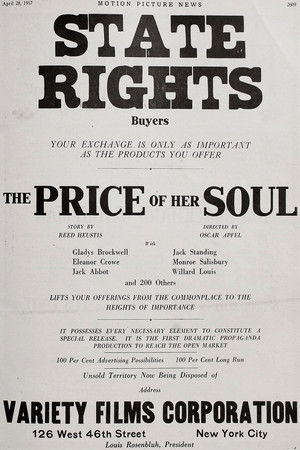 April 28, 1917 MOTION PICTURE NEWS 2609
STATE
RIGHTS
Buyers
YOUR EXCHANGE IS ONLY AS IMPORTANT
AS THE PRODUCTS YOU OFFER
THE PRICE OF HER SOUL
STORY BY DIRECTED BY
REED HEUSTIS OSCAR APFEL
With
Gladys Brockwell Jack Standing
Eleanor Crowe Monroe Salisbury
Jack Abbot Willard Louis
and 200 Others
LIFTS YOUR OFFERINGS FROM THE COMMONPLACE TO THE
HEIGHTS OF IMPORTANCE
IT POSSESSES EVERY NECESSARY ELEMENT TO CONSTITUTE A
SPECIAL RELEASE. IT IS THE FIRST DRAMATIC PROPAGANDA
PRODUCTION TO REACH THE OPEN MARKET
100 Per Cent Advertising Possibilities 100 Per Cent Long Run
Unsold Territory Now Being Disposed of
Address
VARIETY FILMS CORPORATION
126 West 46th Street New York City
Louis Rosenbluh, President